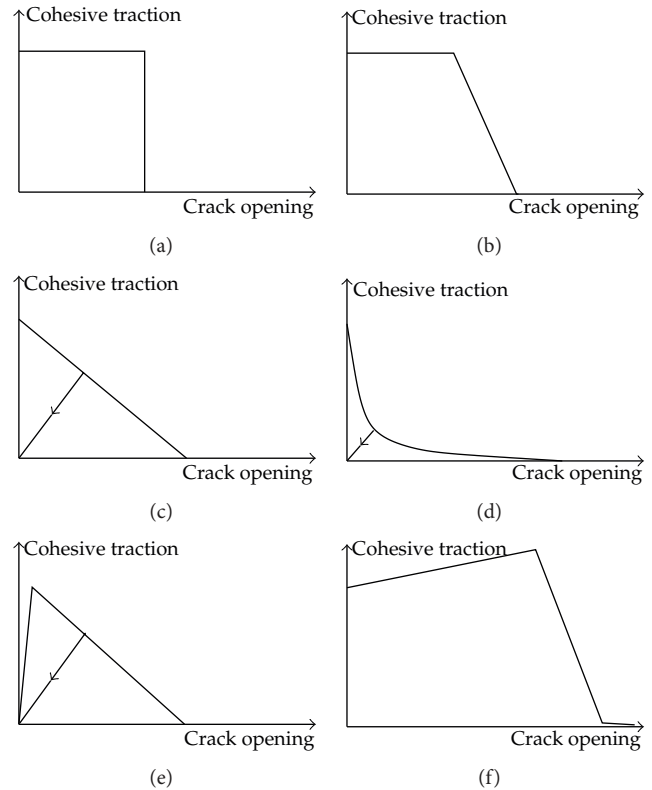 Cohesive traction
Cohesive traction
Crack opening
Crack opening
(a)
(b)
Cohesive traction
Cohesive traction
Crack opening
Crack opening
(c)
(d)
Cohesive traction
Cohesive traction
Crack opening
Crack opening
(e)
(f)